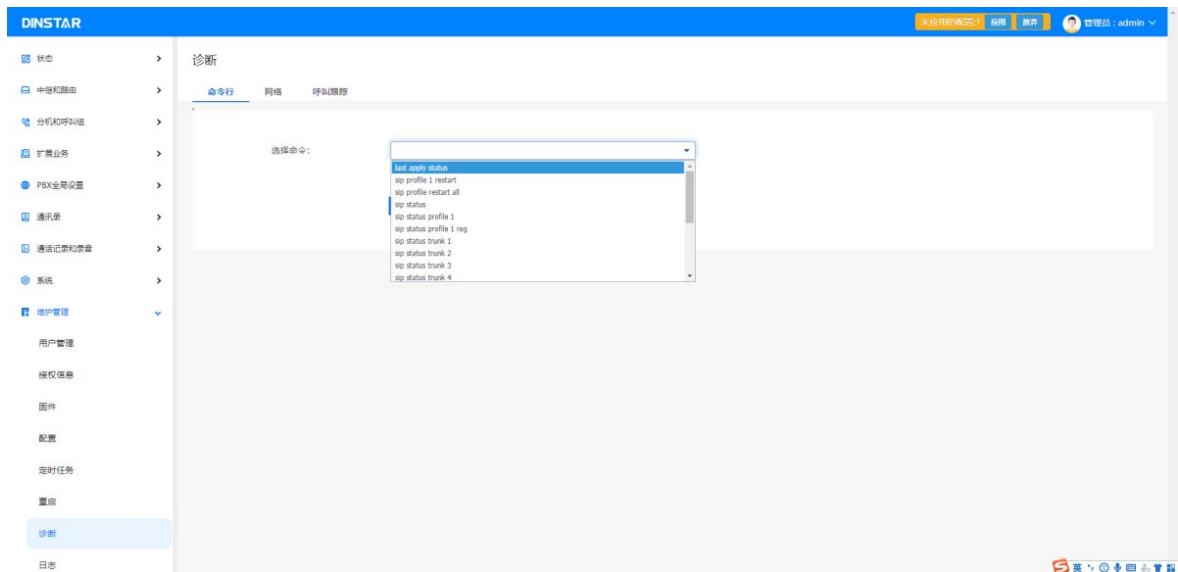 DINSTAR
未应用的配置:1 应用 放弃
管理员 : admin
状态
中继和路由
分机和呼叫组
扩展业务
PBX全局设置
通讯录
通话记录和录音
系统
维护管理
用户管理
授权信息
固件
配置
定时任务
重启
诊断
日志
诊断
命令行 网络 呼叫跟踪
选择命令:
last apply status
sip profile 1 restart
sip profile restart all
sip status
sip status profile 1
sip status profile 1 reg
sip status trunk 1
sip status trunk 2
sip status trunk 3
sip status trunk 4
英